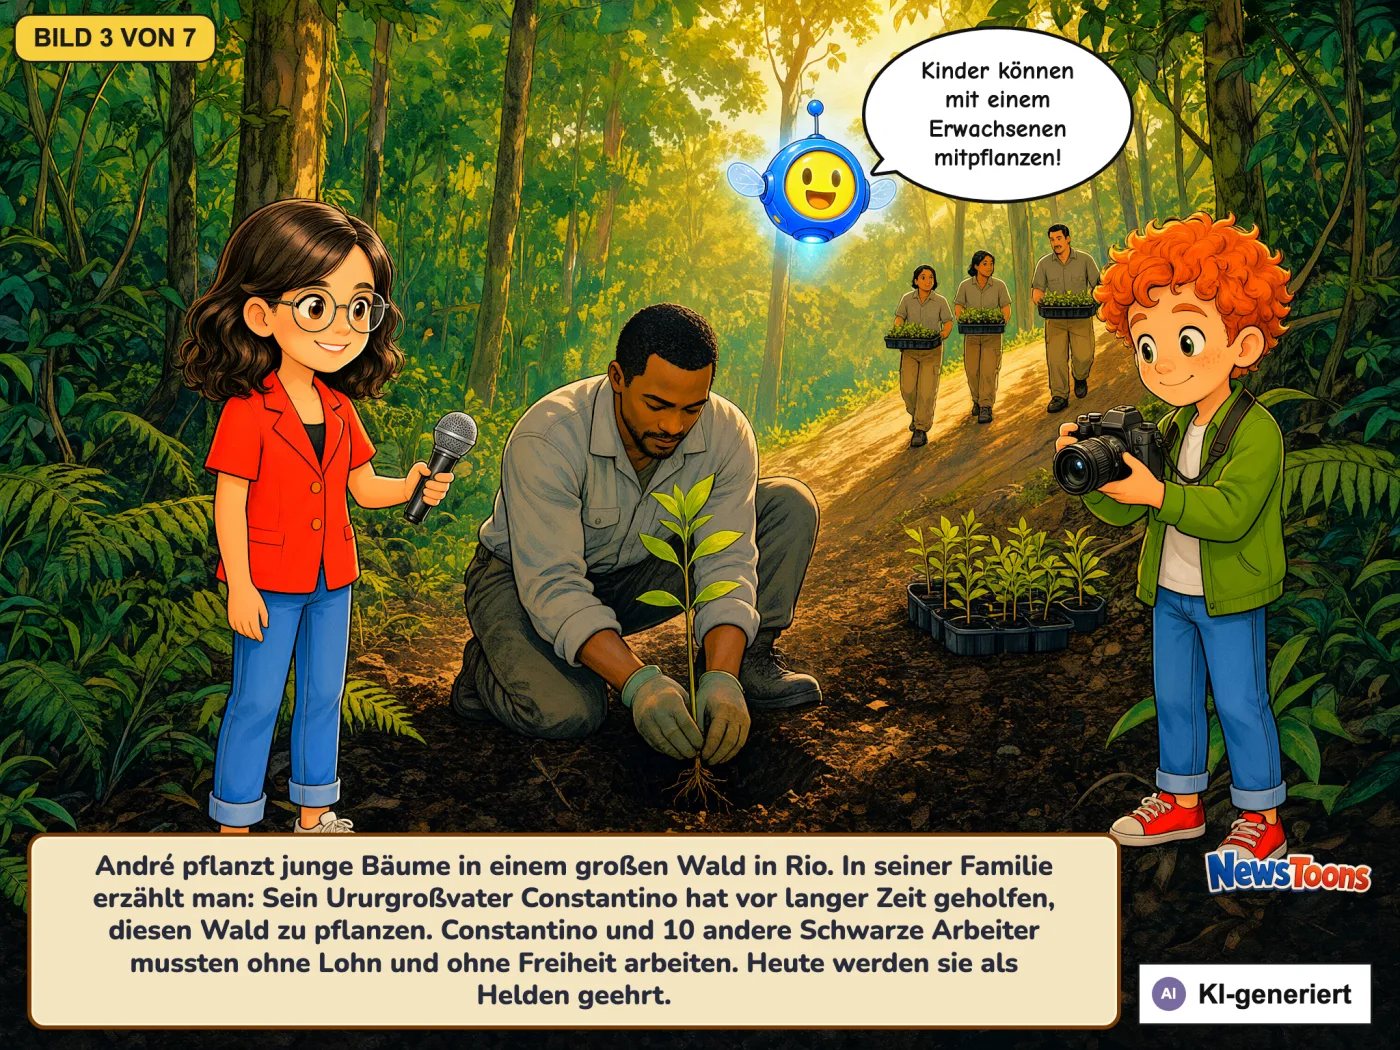 BILD 3 VON 7
Kinder können
mit einem
Erwachsenen
mitpflanzen!
André pflanzt junge Bäume in einem großen Wald in Rio. In seiner Familie
erzählt man: Sein Ururgroßvater Constantino hat vor langer Zeit geholfen,
diesen Wald zu pflanzen. Constantino und 10 andere Schwarze Arbeiter
mussten ohne Lohn und ohne Freiheit arbeiten. Heute werden sie als
Helden geehrt.
NewsToons
AI KI-generiert